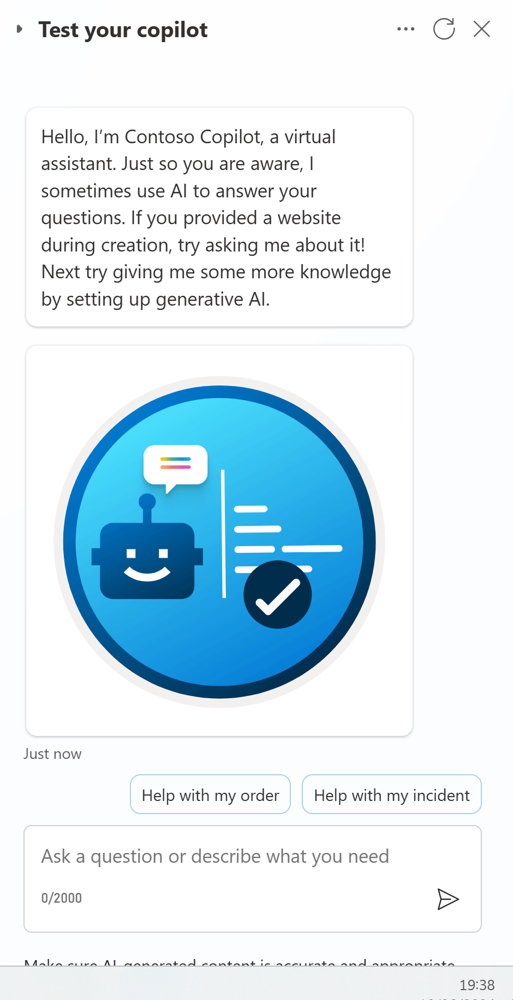 Test your copilot
Hello, I’m Contoso Copilot, a virtual
assistant. Just so you are aware, I
sometimes use AI to answer your
questions. If you provided a website
during creation, try asking me about it!
Next try giving me some more knowledge
by setting up generative AI.
Just now
Help with my order
Help with my incident
Ask a question or describe what you need
0/2000
Make sure AI-generated content is accurate and appropriate
19:38